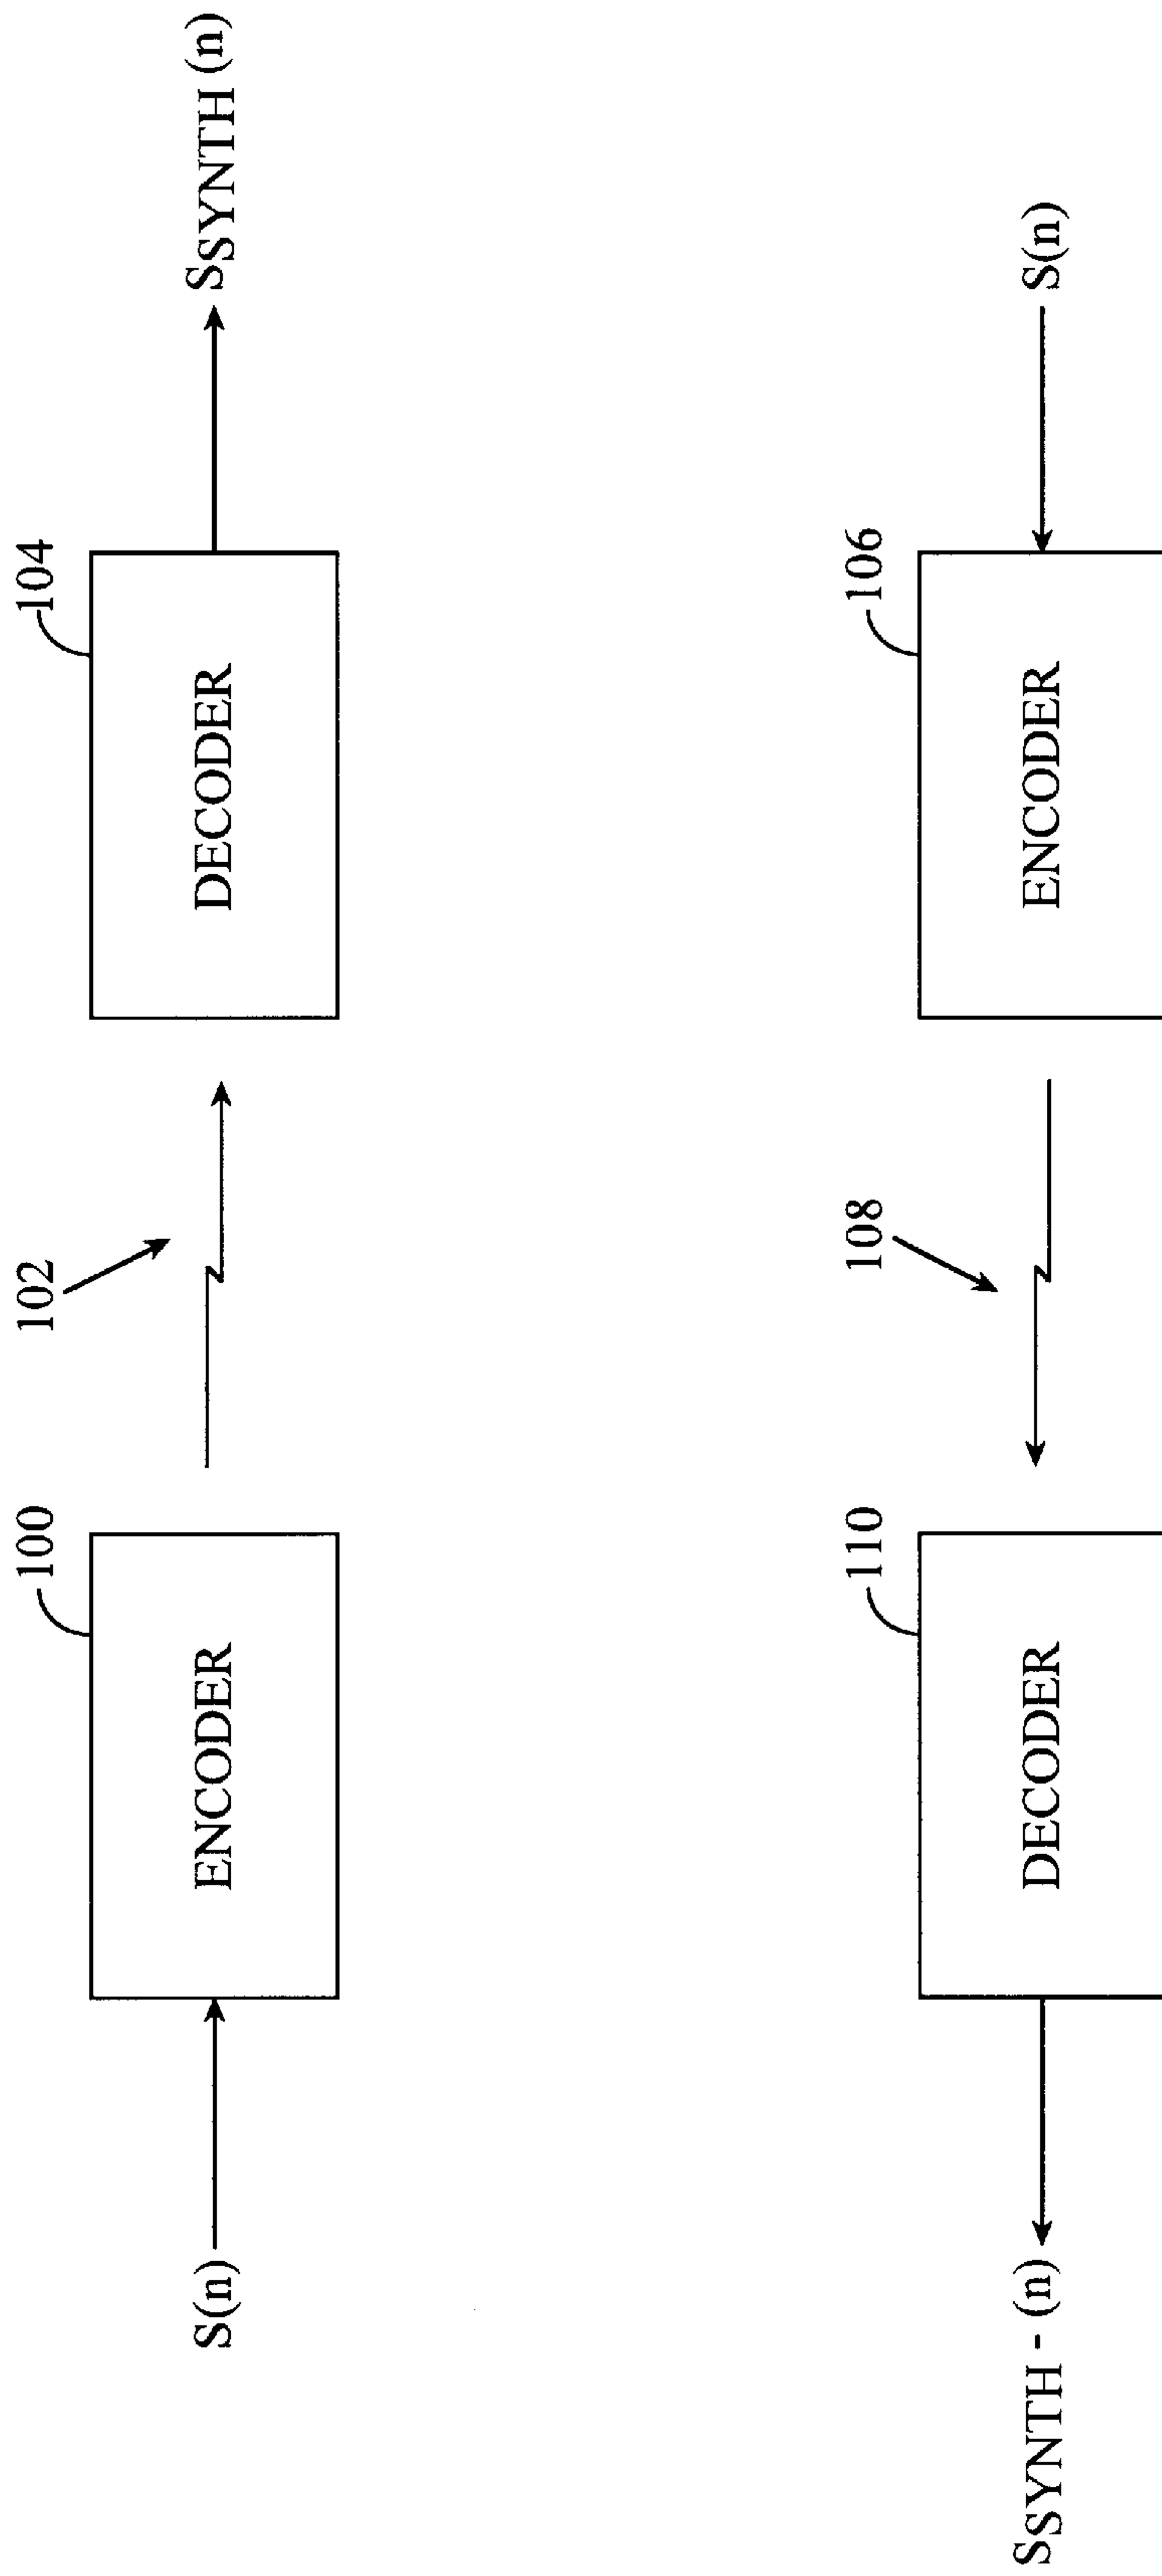 100
102
104
S(n)
ENCODER
DECODER
SSYNTH (n)
110
108
106
SSYNTH - (n)
DECODER
ENCODER
S(n)